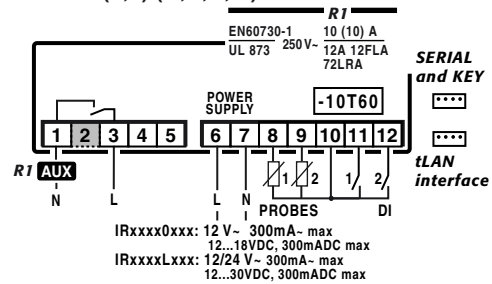 R1
EN60730-1
UL 873
250 V~
10 (10) A
12A 12FLA
72LRA
SERIAL
and KEY
POWER
SUPPLY
-10T60
1 2 3 4 5 6 7 8 9 10 11 12
R1 AUX
N L L N 1 2 1 2
PROBES DI
tLAN
interface
IRxxxx0xxx: 12 V~ 300mA~ max
12...18VDC, 300mADC max
IRxxxxLxxx: 12/24 V~ 300mA~ max
12...30VDC, 300mADC max